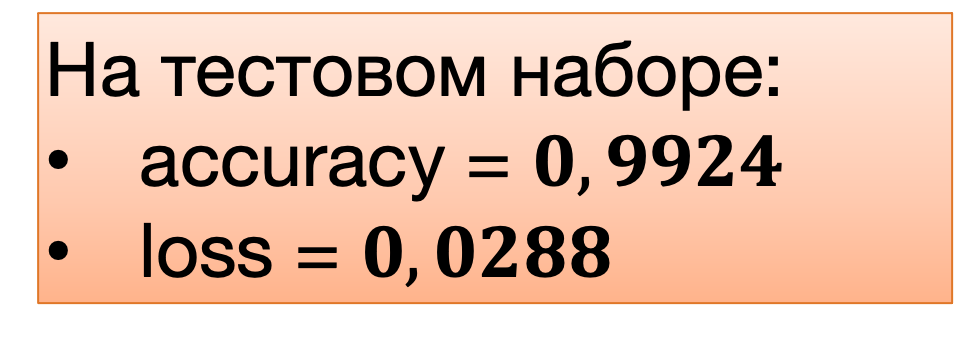 На тестовом наборе:
• accuracy = 0,9924
• loss = 0,0288